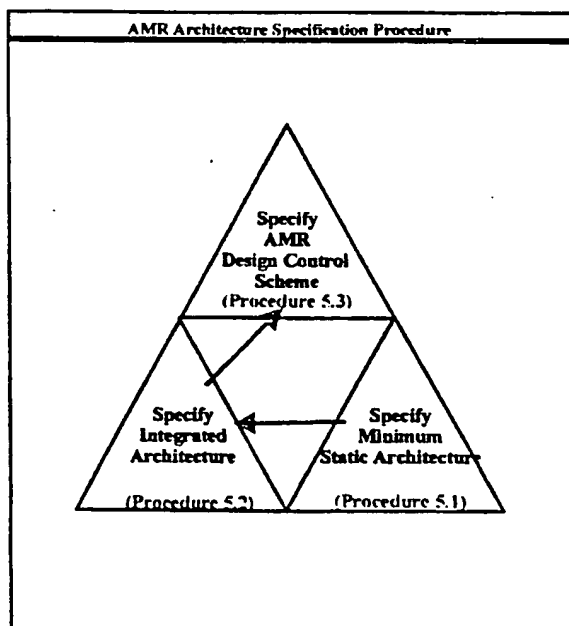 AMR Architecture Specification Procedure
Specify
AMR
Design Control
Scheme
(Procedure 5.3)
Specify
Integrated
Architecture
(Procedure 5.2)
Specify
Minimum
Static Architecture
(Procedure 5.1)